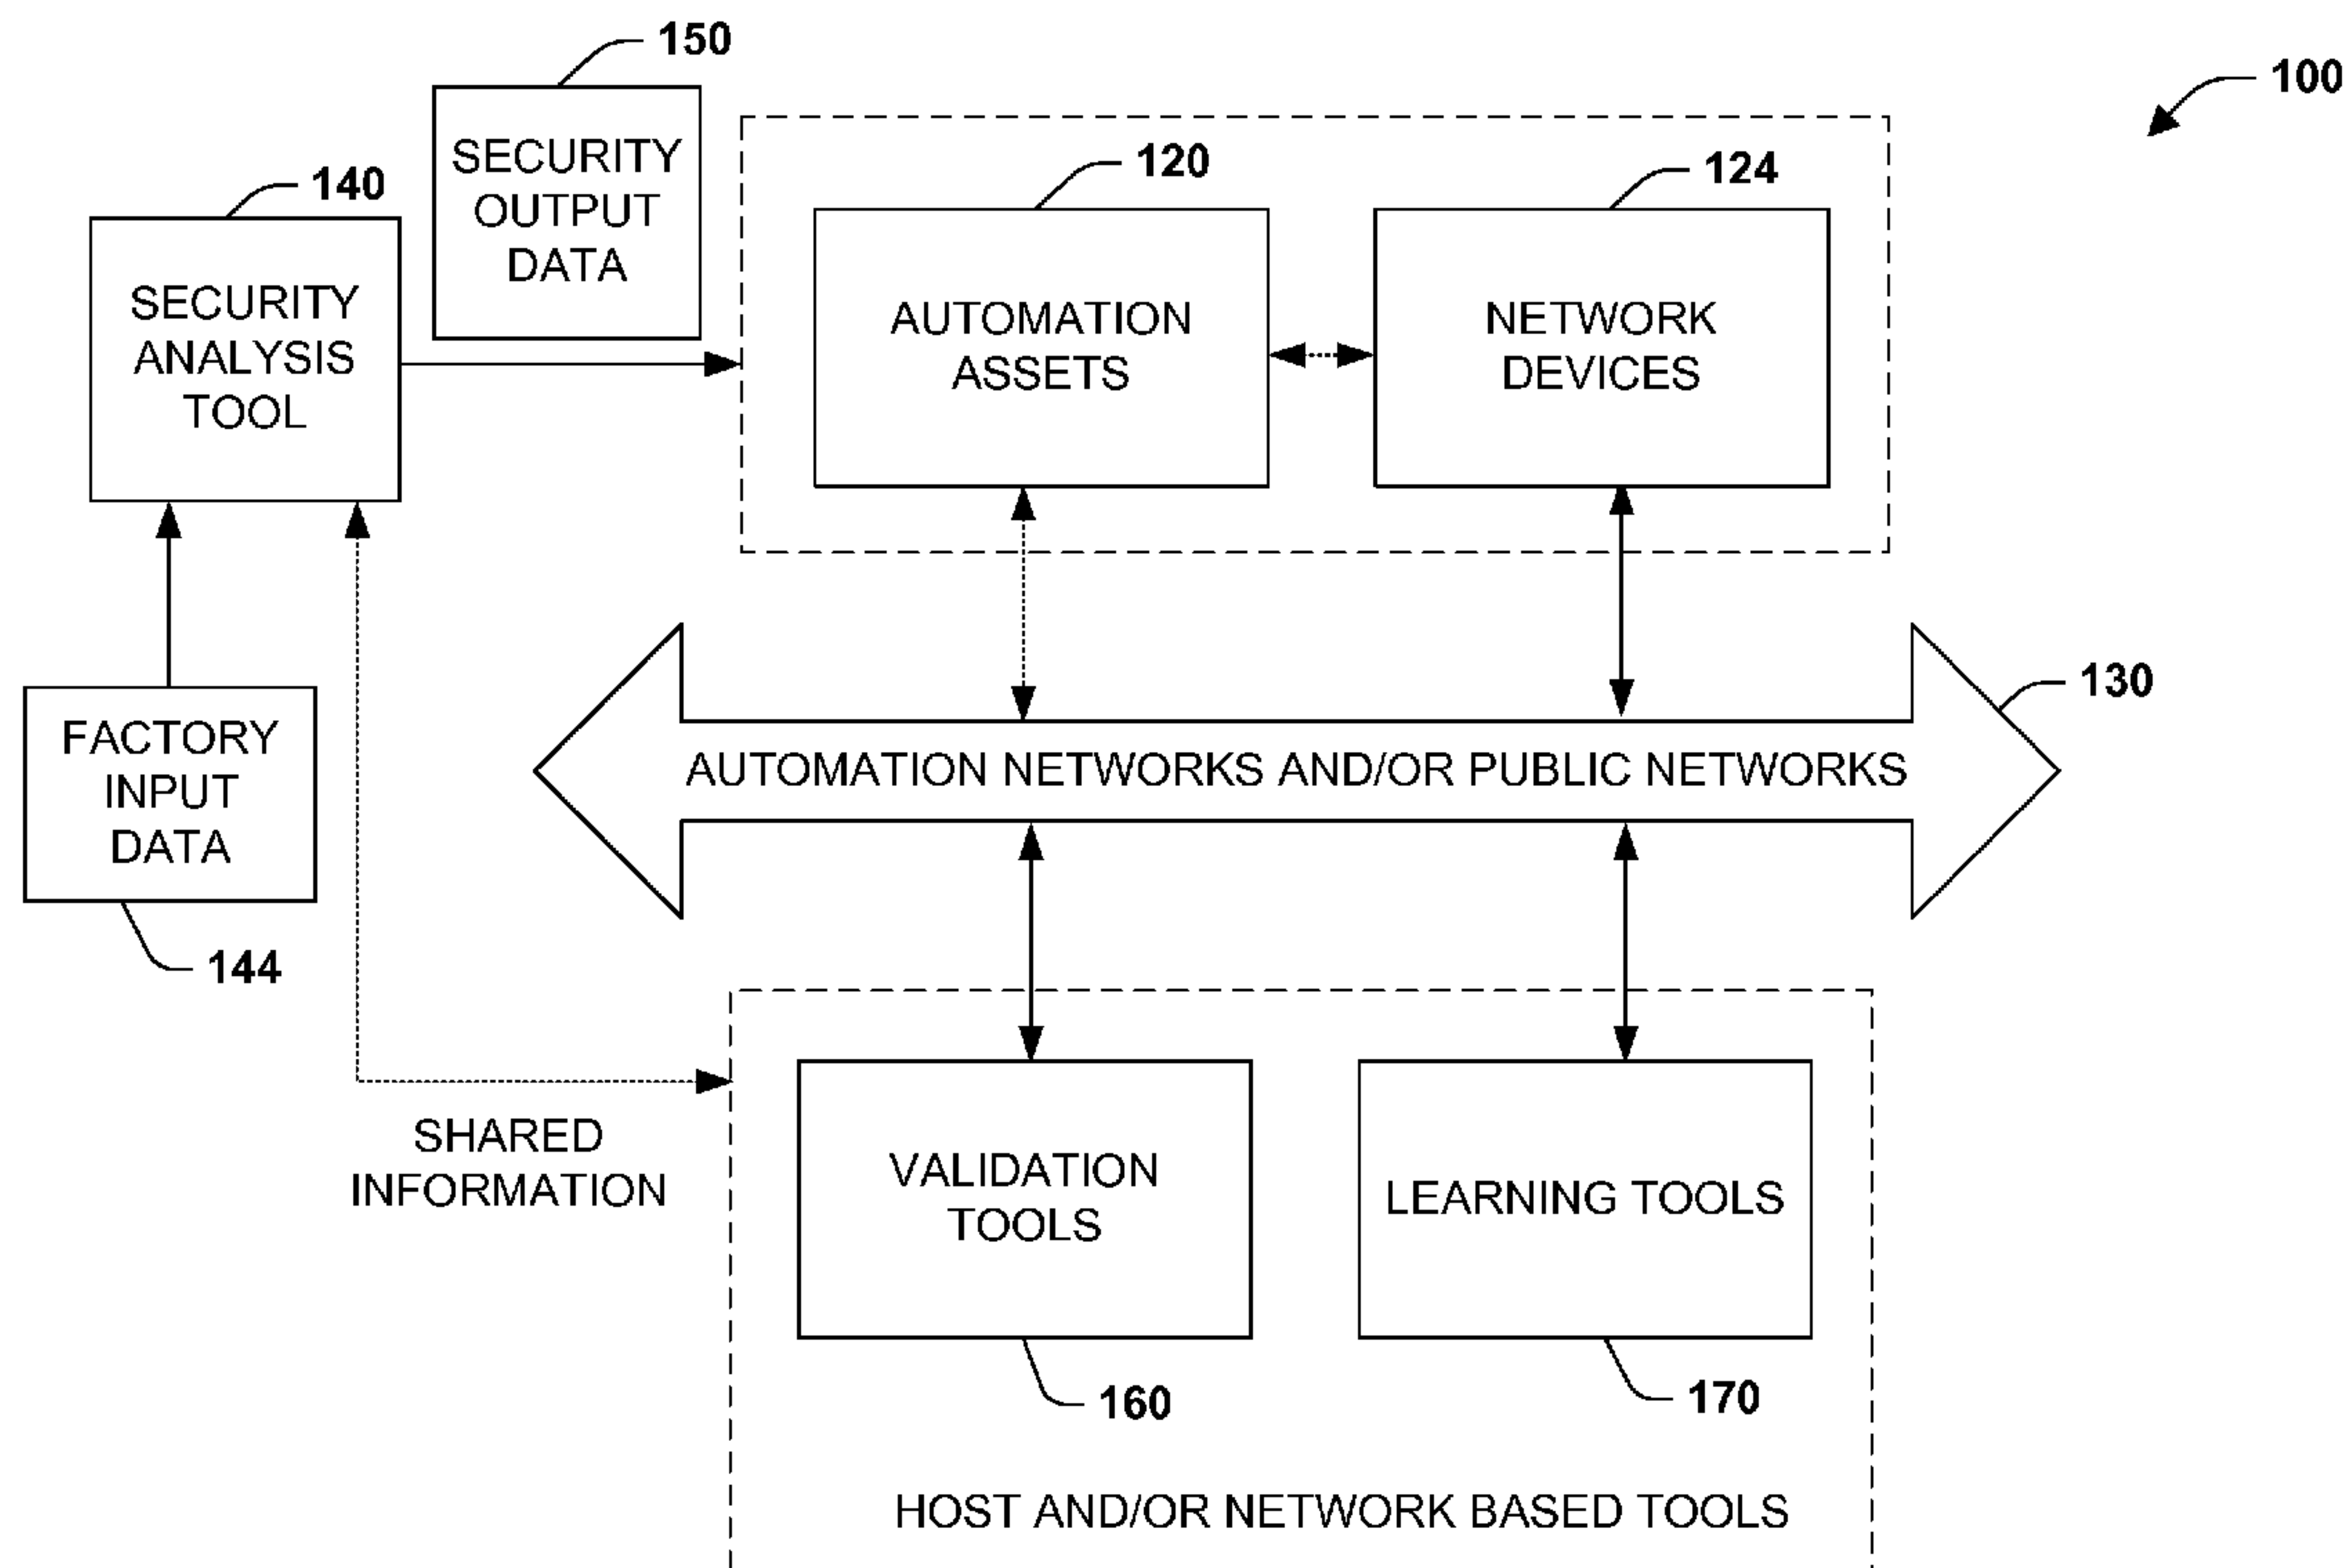 150
100
SECURITY
OUTPUT
DATA
120
124
140
SECURITY
ANALYSIS
TOOL
AUTOMATION
ASSETS
NETWORK
DEVICES
130
FACTORY
INPUT
DATA
AUTOMATION NETWORKS AND/OR PUBLIC NETWORKS
144
SHARED
INFORMATION
VALIDATION
TOOLS
LEARNING TOOLS
160
170
HOST AND/OR NETWORK BASED TOOLS